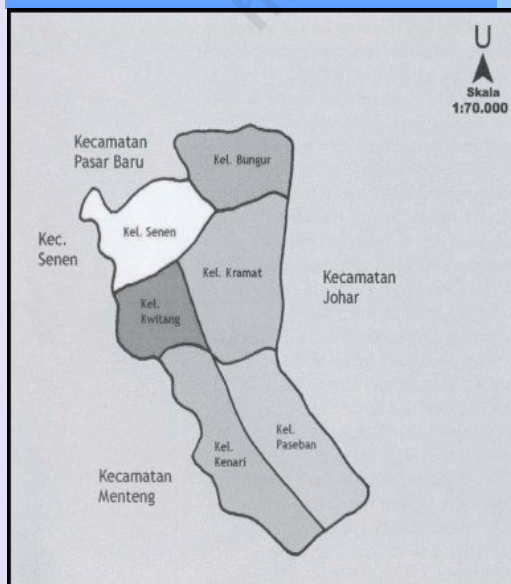 U
Skala
1:70.000
Kecamatan
Pasar Baru
Kel. Bungur
Kec.
Senen
Kel. Senen
Kel. Kramat
Kecamatan
Johar
Kel.
Kwitang
Kel.
Paseban
Kel.
Kenari
Kecamatan
Menteng